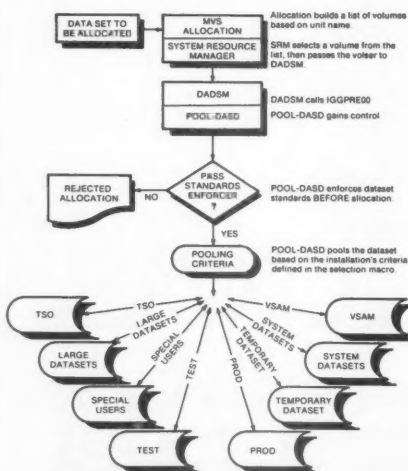 DATA SET TO
BE ALLOCATED
MVS
ALLOCATION
SYSTEM RESOURCE
MANAGER
Allocation builds a list of volumes
based on unit name.
SRM selects a volume from the
list, then passes the volser to
DADSM.
DADSM
POOL-DASD
DADSM calls IGGPRE00
POOL-DASD gains control
PASS
STANDARDS
ENFORCER
?
NO
REJECTED
ALLOCATION
POOL-DASD enforces dataset
standards BEFORE allocation.
YES
POOLING
CRITERIA
POOL-DASD pools the dataset
based on the installation's criteria
defined in the selection macro.
TSO
LARGE
DATASETS
SPECIAL
USERS
TEST
PROD
TEMPORARY
DATASET
SYSTEM
DATASETS
VSAM
TSO
LARGE
DATASETS
SPECIAL
USERS
TEST
PROD
TEMPORARY
DATASET
SYSTEM
DATASETS
VSAM